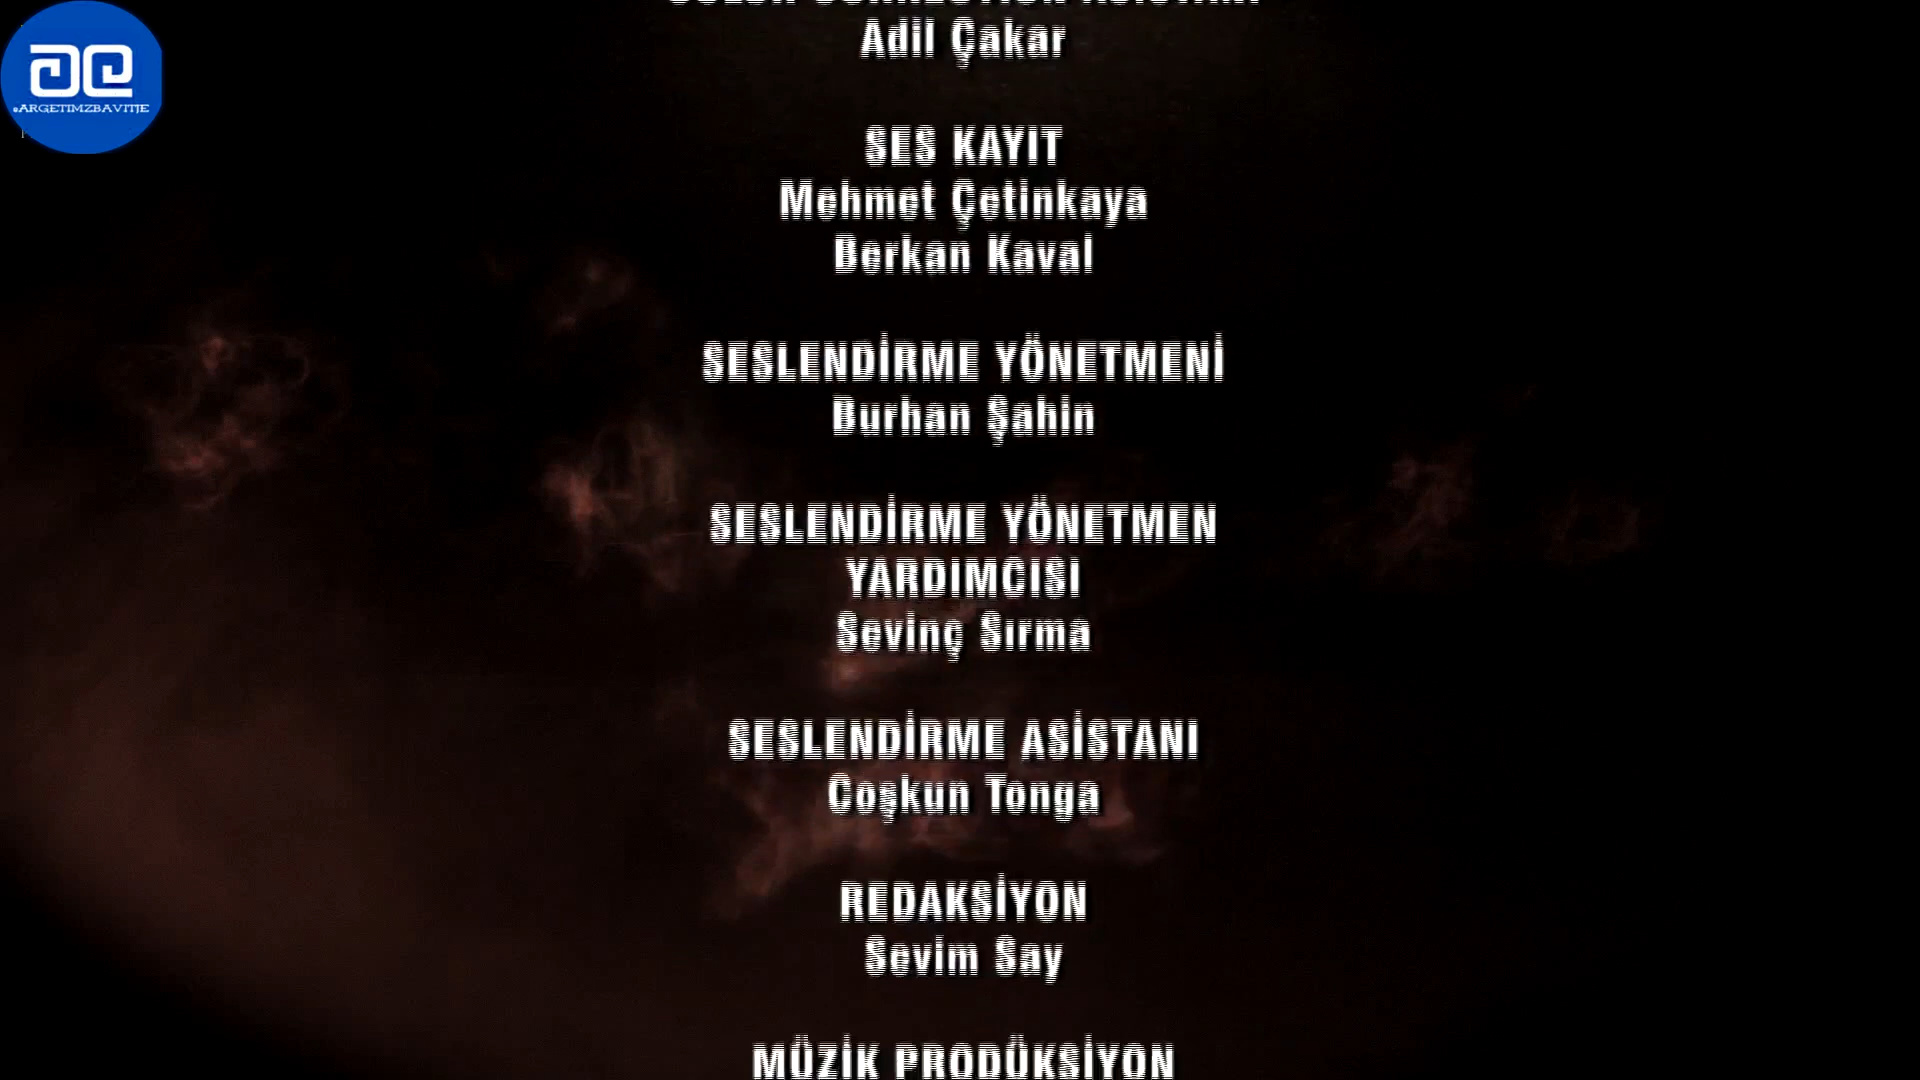 Adil Çakar
SES KAYIT
Mehmet Çetinkaya
Berkan Kaval
SESLENDİRME YÖNETMENİ
Burhan Şahin
SESLENDİRME YÖNETMEN
YARDIMCISI
Sevinç Sırma
SESLENDİRME ASİSTANI
Coşkun Tonga
REDAKSİYON
Sevim Say
MÜZİK PRODÜKSİYON